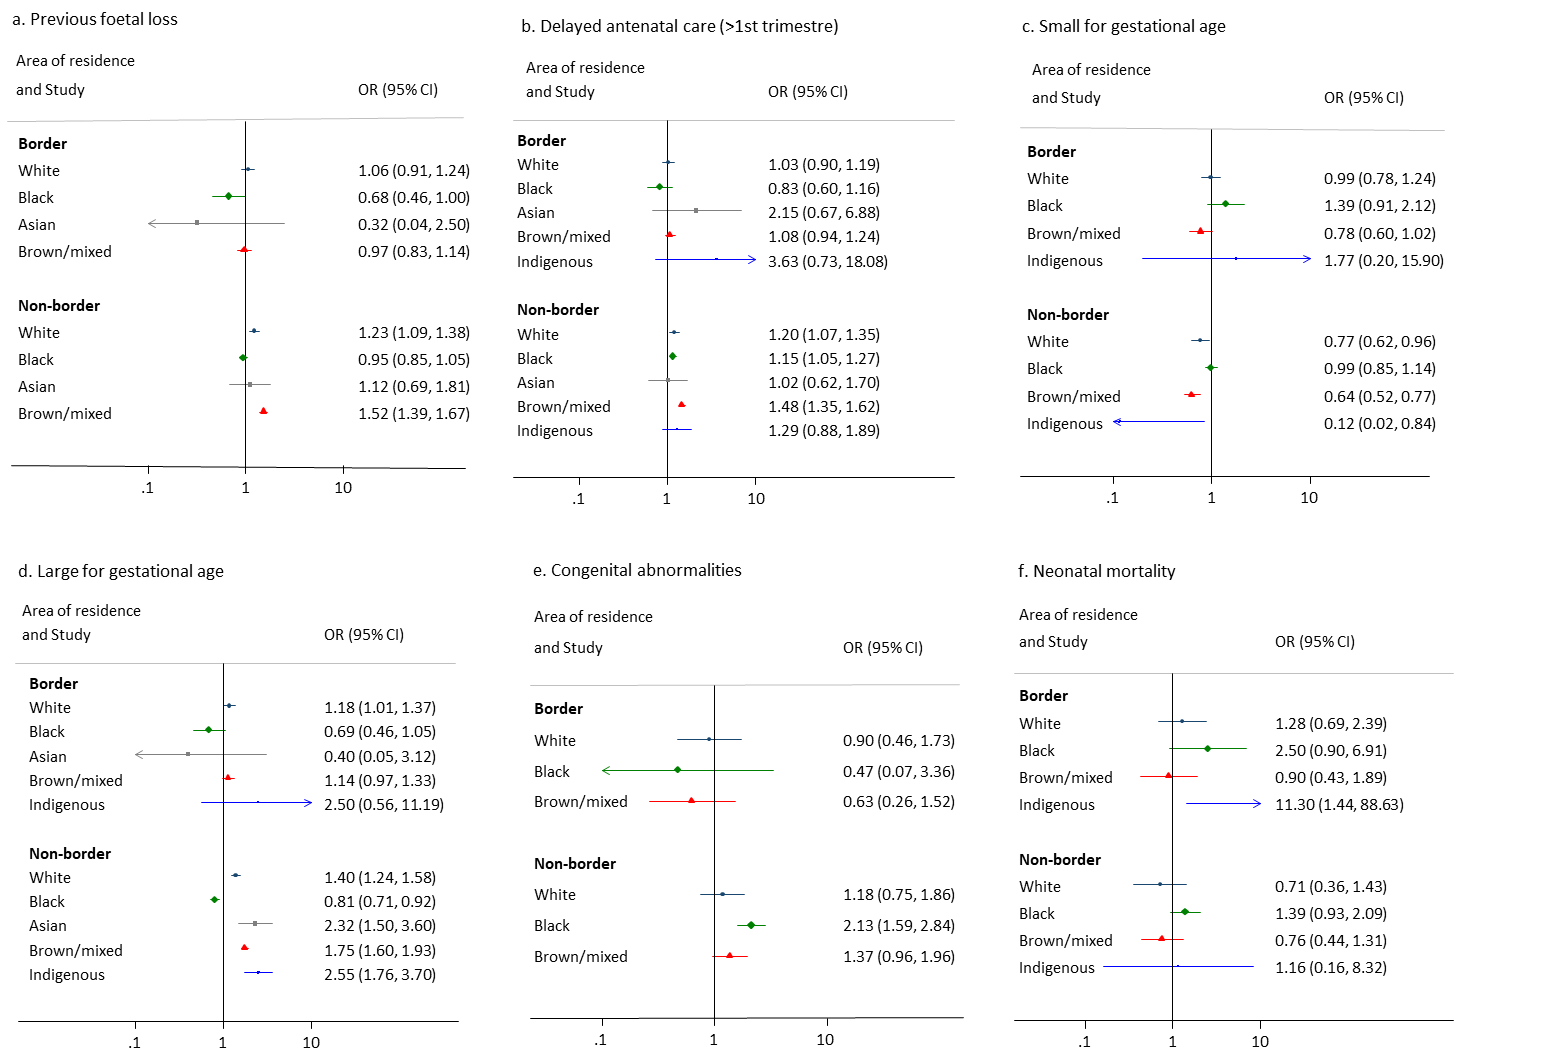 a. Previous foetal loss
Area of residence
and Study OR (95% CI)
Border
White 1.06 (0.91, 1.24)
Black 0.68 (0.46, 1.00)
Asian 0.32 (0.04, 2.50)
Brown/mixed 0.97 (0.83, 1.14)
Non-border
White 1.23 (1.09, 1.38)
Black 0.95 (0.85, 1.05)
Asian 1.12 (0.69, 1.81)
Brown/mixed 1.52 (1.39, 1.67)
.1 1 10
b. Delayed antenatal care (>1st trimestre)
Area of residence
and Study OR (95% CI)
Border
White 1.03 (0.90, 1.19)
Black 0.83 (0.60, 1.16)
Asian 2.15 (0.67, 6.88)
Brown/mixed 1.08 (0.94, 1.24)
Indigenous 3.63 (0.73, 18.08)
Non-border
White 1.20 (1.07, 1.35)
Black 1.15 (1.05, 1.27)
Asian 1.02 (0.62, 1.70)
Brown/mixed 1.48 (1.35, 1.62)
Indigenous 1.29 (0.88, 1.89)
.1 1 10
c. Small for gestational age
Area of residence
and Study OR (95% CI)
Border
White 0.99 (0.78, 1.24)
Black 1.39 (0.91, 2.12)
Brown/mixed 0.78 (0.60, 1.02)
Indigenous 1.77 (0.20, 15.90)
Non-border
White 0.77 (0.62, 0.96)
Black 0.99 (0.85, 1.14)
Brown/mixed 0.64 (0.52, 0.77)
Indigenous 0.12 (0.02, 0.84)
.1 1 10
d. Large for gestational age
Area of residence
and Study OR (95% CI)
Border
White 1.18 (1.01, 1.37)
Black 0.69 (0.46, 1.05)
Asian 0.40 (0.05, 3.12)
Brown/mixed 1.14 (0.97, 1.33)
Indigenous 2.50 (0.56, 11.19)
Non-border
White 1.40 (1.24, 1.58)
Black 0.81 (0.71, 0.92)
Asian 2.32 (1.50, 3.60)
Brown/mixed 1.75 (1.60, 1.93)
Indigenous 2.55 (1.76, 3.70)
.1 1 10
e. Congenital abnormalities
Area of residence
and Study OR (95% CI)
Border
White 0.90 (0.46, 1.73)
Black 0.47 (0.07, 3.36)
Brown/mixed 0.63 (0.26, 1.52)
Non-border
White 1.18 (0.75, 1.86)
Black 2.13 (1.59, 2.84)
Brown/mixed 1.37 (0.96, 1.96)
.1 1 10
f. Neonatal mortality
Area of residence
and Study OR (95% CI)
Border
White 1.28 (0.69, 2.39)
Black 2.50 (0.90, 6.91)
Brown/mixed 0.90 (0.43, 1.89)
Indigenous 11.30 (1.44, 88.63)
Non-border
White 0.71 (0.36, 1.43)
Black 1.39 (0.93, 2.09)
Brown/mixed 0.76 (0.44, 1.31)
Indigenous 1.16 (0.16, 8.32)
.1 1 10